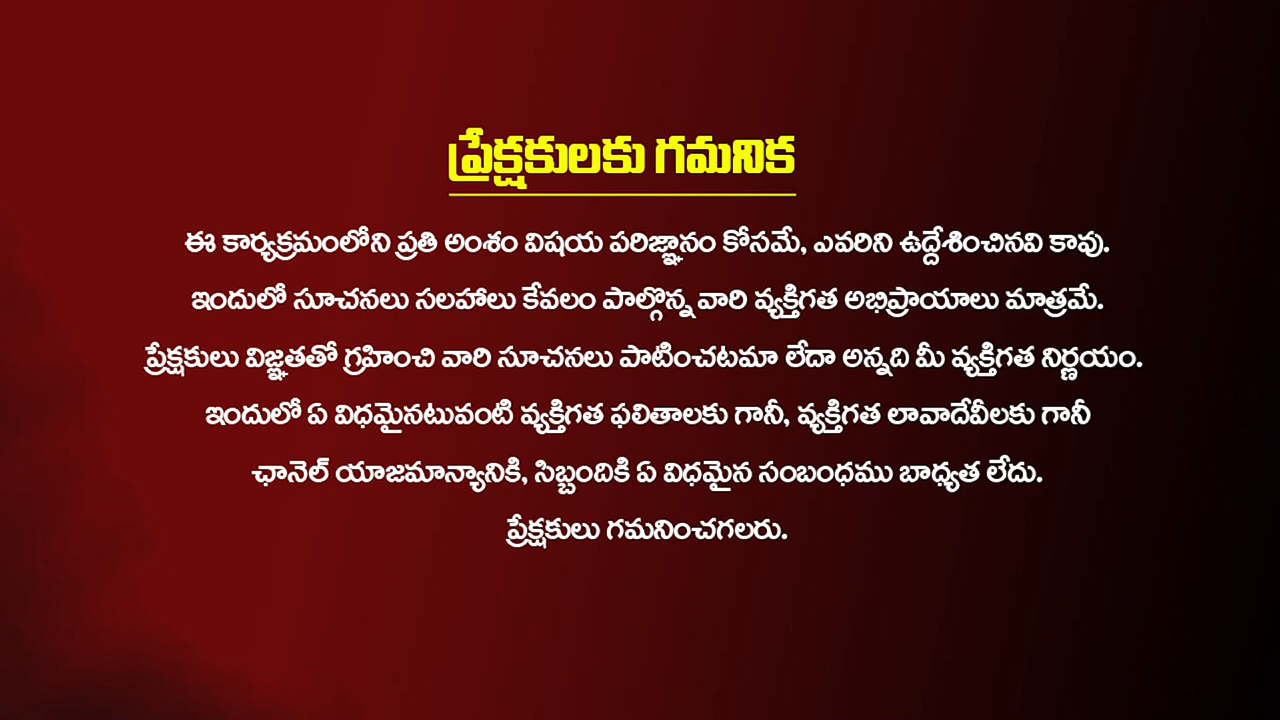 ప్రేక్షకులకు గమనిక
ఈ కార్యక్రమంలోని ప్రతి అంశం విషయ పరిజ్ఞానం కోసమే, ఎవరిని ఉద్దేశించినవి కావు.
ఇందులో సూచనలు సలహాలు కేవలం పాల్గొన్న వారి వ్యక్తిగత అభిప్రాయాలు మాత్రమే.
ప్రేక్షకులు విజ్ఞతతో గ్రహించి వారి సూచనలు పాటించటమా లేదా అన్నది మీ వ్యక్తిగత నిర్ణయం.
ఇందులో ఏ విధమైనటువంటి వ్యక్తిగత ఫలితాలకు గానీ, వ్యక్తిగత లావాదేవీలకు గానీ
ఛానెల్ యాజమాన్యానికి, సిబ్బందికి ఏ విధమైన సంబంధము బాధ్యత లేదు.
ప్రేక్షకులు గమనించగలరు.